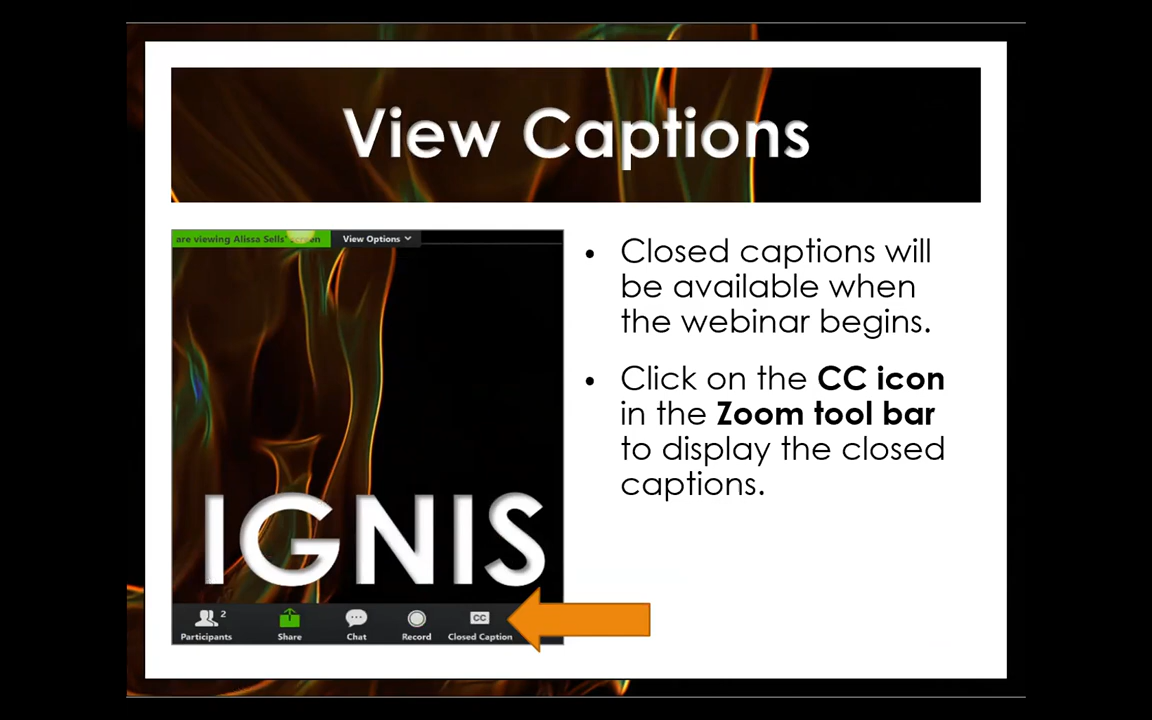 View Captions
are viewing Alissa Sells' screen View Options
IGNIS
2
Participants Share Chat Record CC Closed Caption
• Closed captions will
be available when
the webinar begins.
• Click on the CC icon
in the Zoom tool bar
to display the closed
captions.